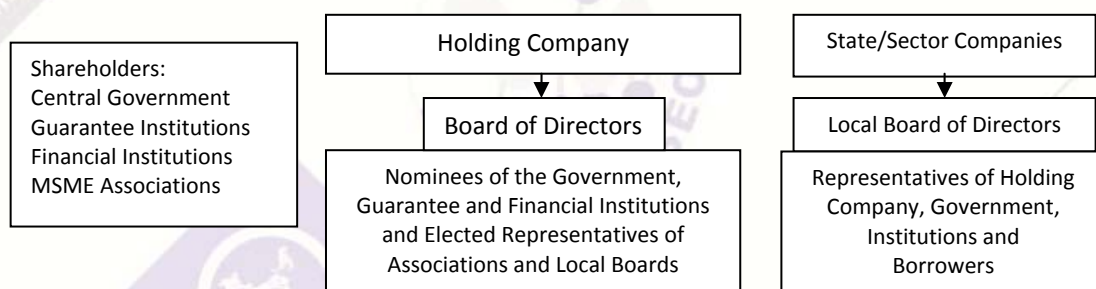 Shareholders:
Central Government
Guarantee Institutions
Financial Institutions
MSME Associations
Holding Company
Board of Directors
Nominees of the Government,
Guarantee and Financial Institutions
and Elected Representatives of
Associations and Local Boards
State/Sector Companies
Local Board of Directors
Representatives of Holding
Company, Government,
Institutions and
Borrowers